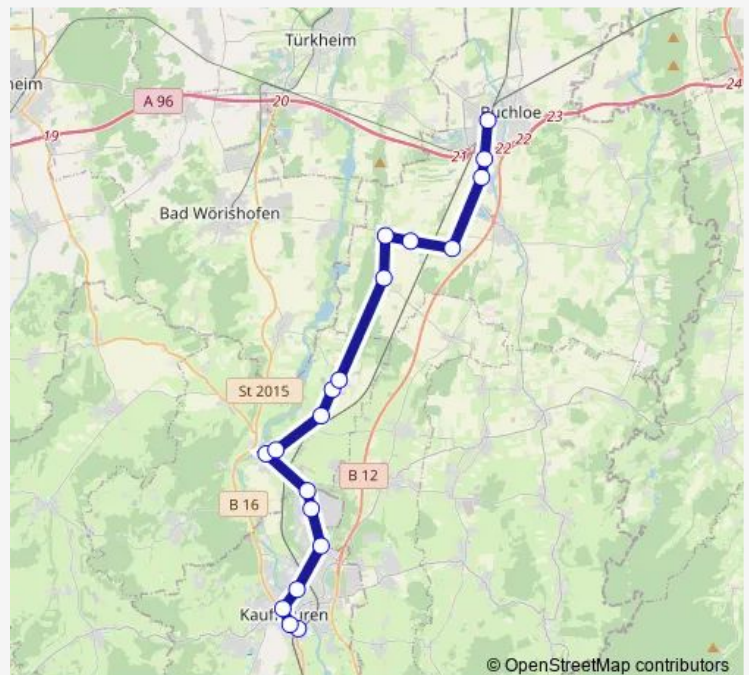 Türkheim
heim
A 96
20
19
Buchloe
23
24
21
22
22
Bad Wörishofen
St 2015
B 12
B 16
Kaufbeuren
© OpenStreetMap contributors